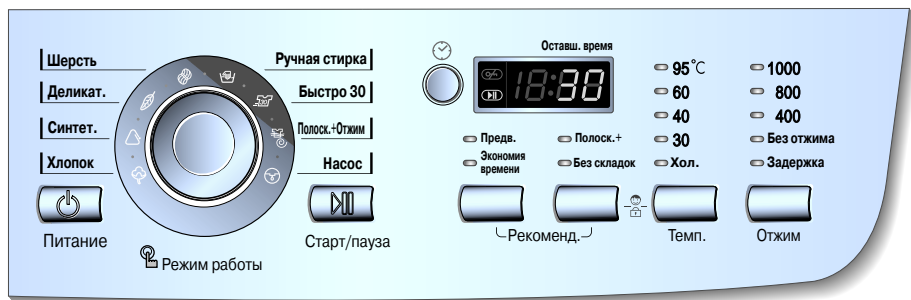 Шерсть
Деликат.
Синтет.
Хлопок
Питание
Режим работы
Ручная стирка
Быстро 30
Полоск.+Отжим
Насос
Старт/пауза
Оставш. время
18:30
Предв.
Экономия
времени
Полоск.+
Без складок
Рекоменд.
95°C
60
40
30
Хол.
Темп.
1000
800
400
Без отжима
Задержка
Отжим